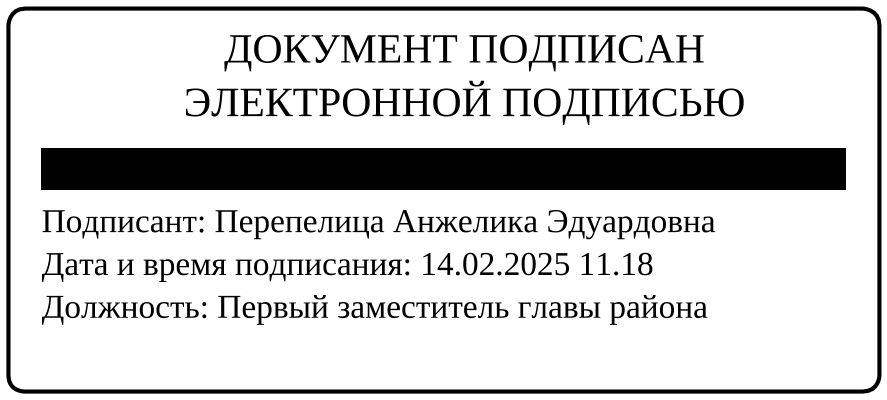 ДОКУМЕНТ ПОДПИСАН
ЭЛЕКТРОННОЙ ПОДПИСЬЮ
Подписант: Перепелица Анжелика Эдуардовна
Дата и время подписания: 14.02.2025 11.18
Должность: Первый заместитель главы района